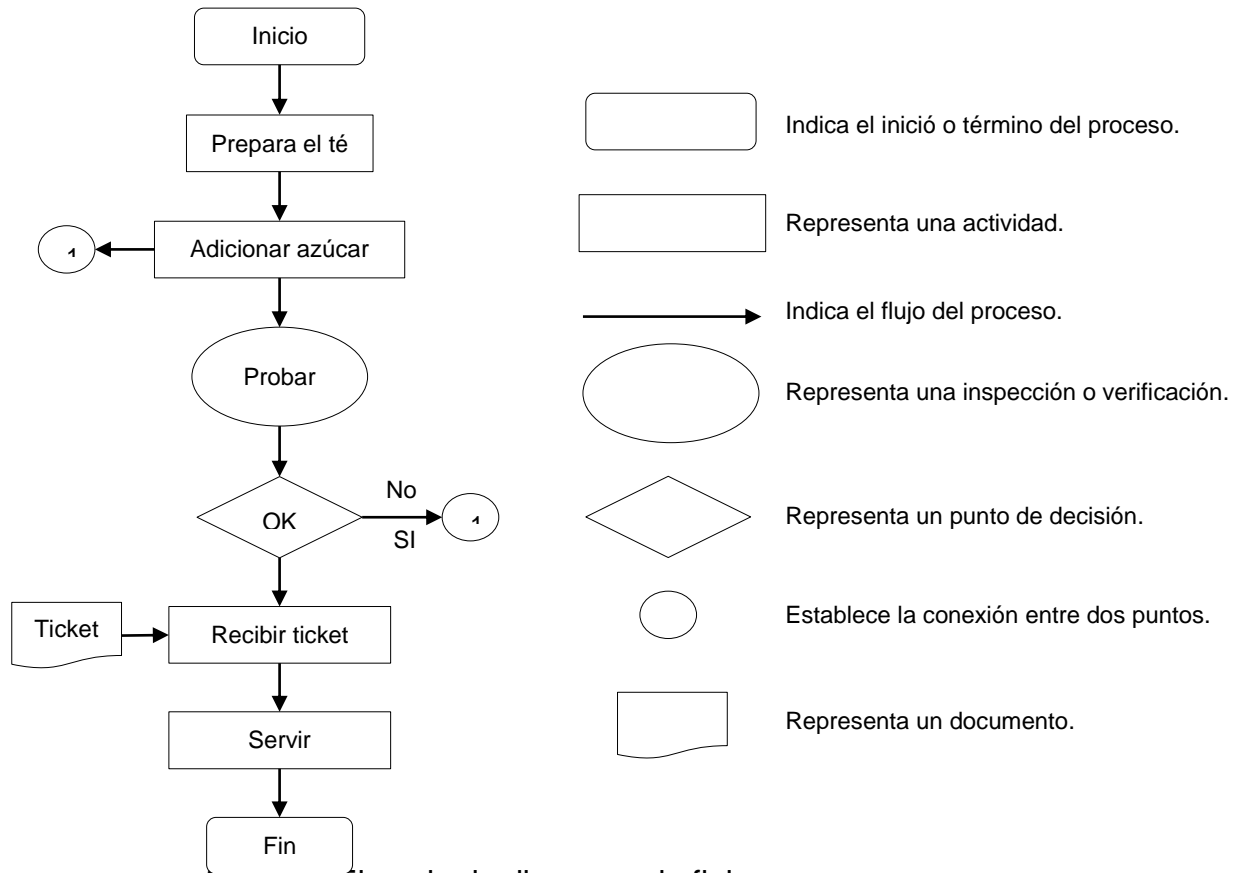 Inicio
Prepara el té
1
Adicionar azúcar
Probar
OK
No
1
SI
Ticket
Recibir ticket
Servir
Fin
Indica el inició o término del proceso.
Representa una actividad.
Indica el flujo del proceso.
Representa una inspección o verificación.
Representa un punto de decisión.
Establece la conexión entre dos puntos.
Representa un documento.